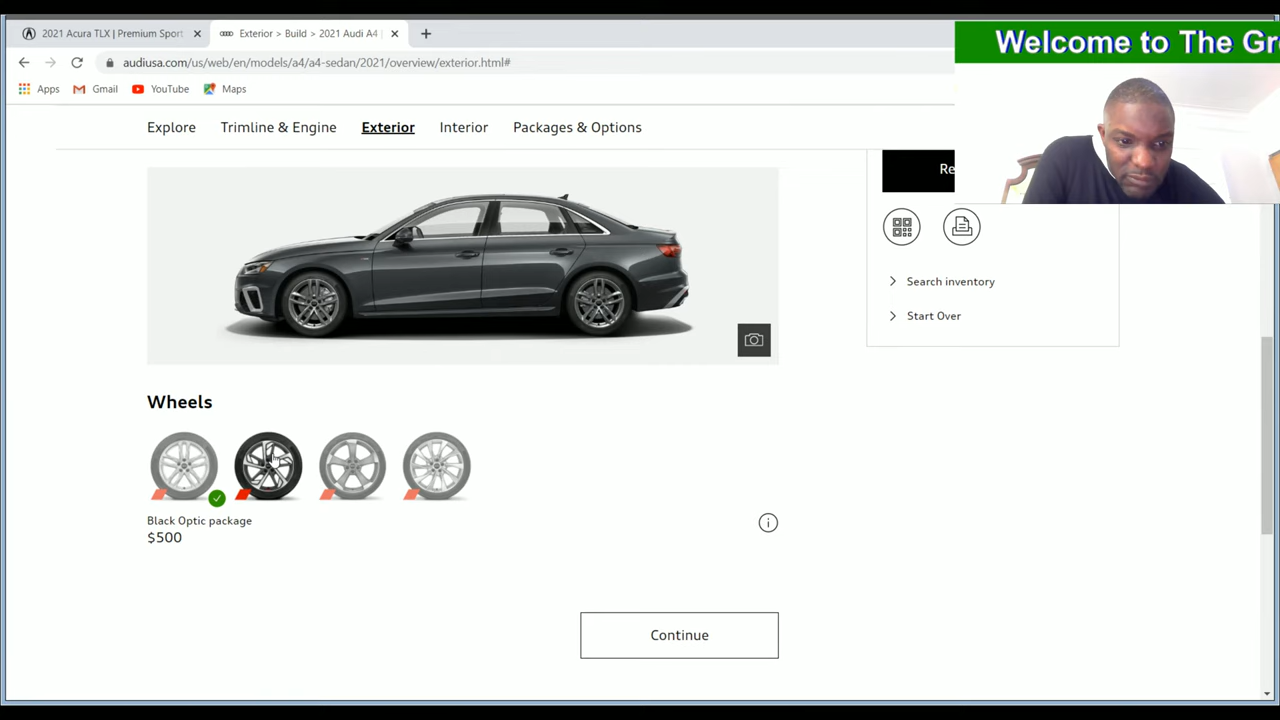 2021 Acura TLX | Premium Sport
Exterior > Build > 2021 Audi A4 |
Welcome to The Gr
audiusa.com/us/web/en/models/a4/a4-sedan/2021/overview/exterior.html#
Apps
Gmail
YouTube
Maps
Explore
Trimline & Engine
Exterior
Interior
Packages & Options
Re
Search inventory
Start Over
Wheels
Black Optic package
$500
Continue